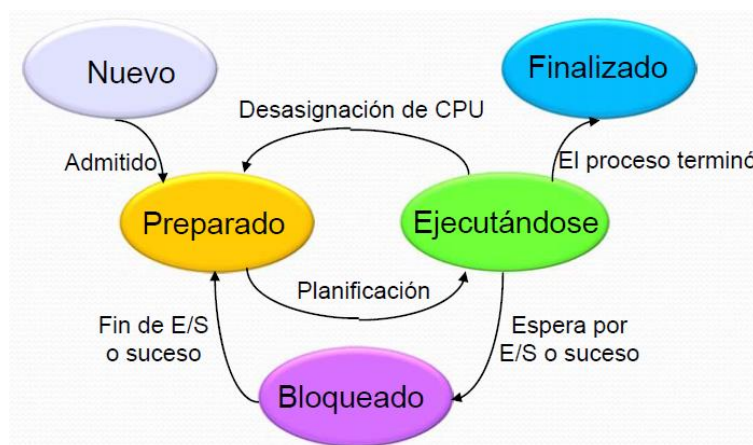 Nuevo
Finalizado
Desasignación de CPU
Admitido
El proceso terminó
Preparado
Ejecutándose
Planificación
Fin de E/S
o suceso
Espera por
E/S o suceso
Bloqueado